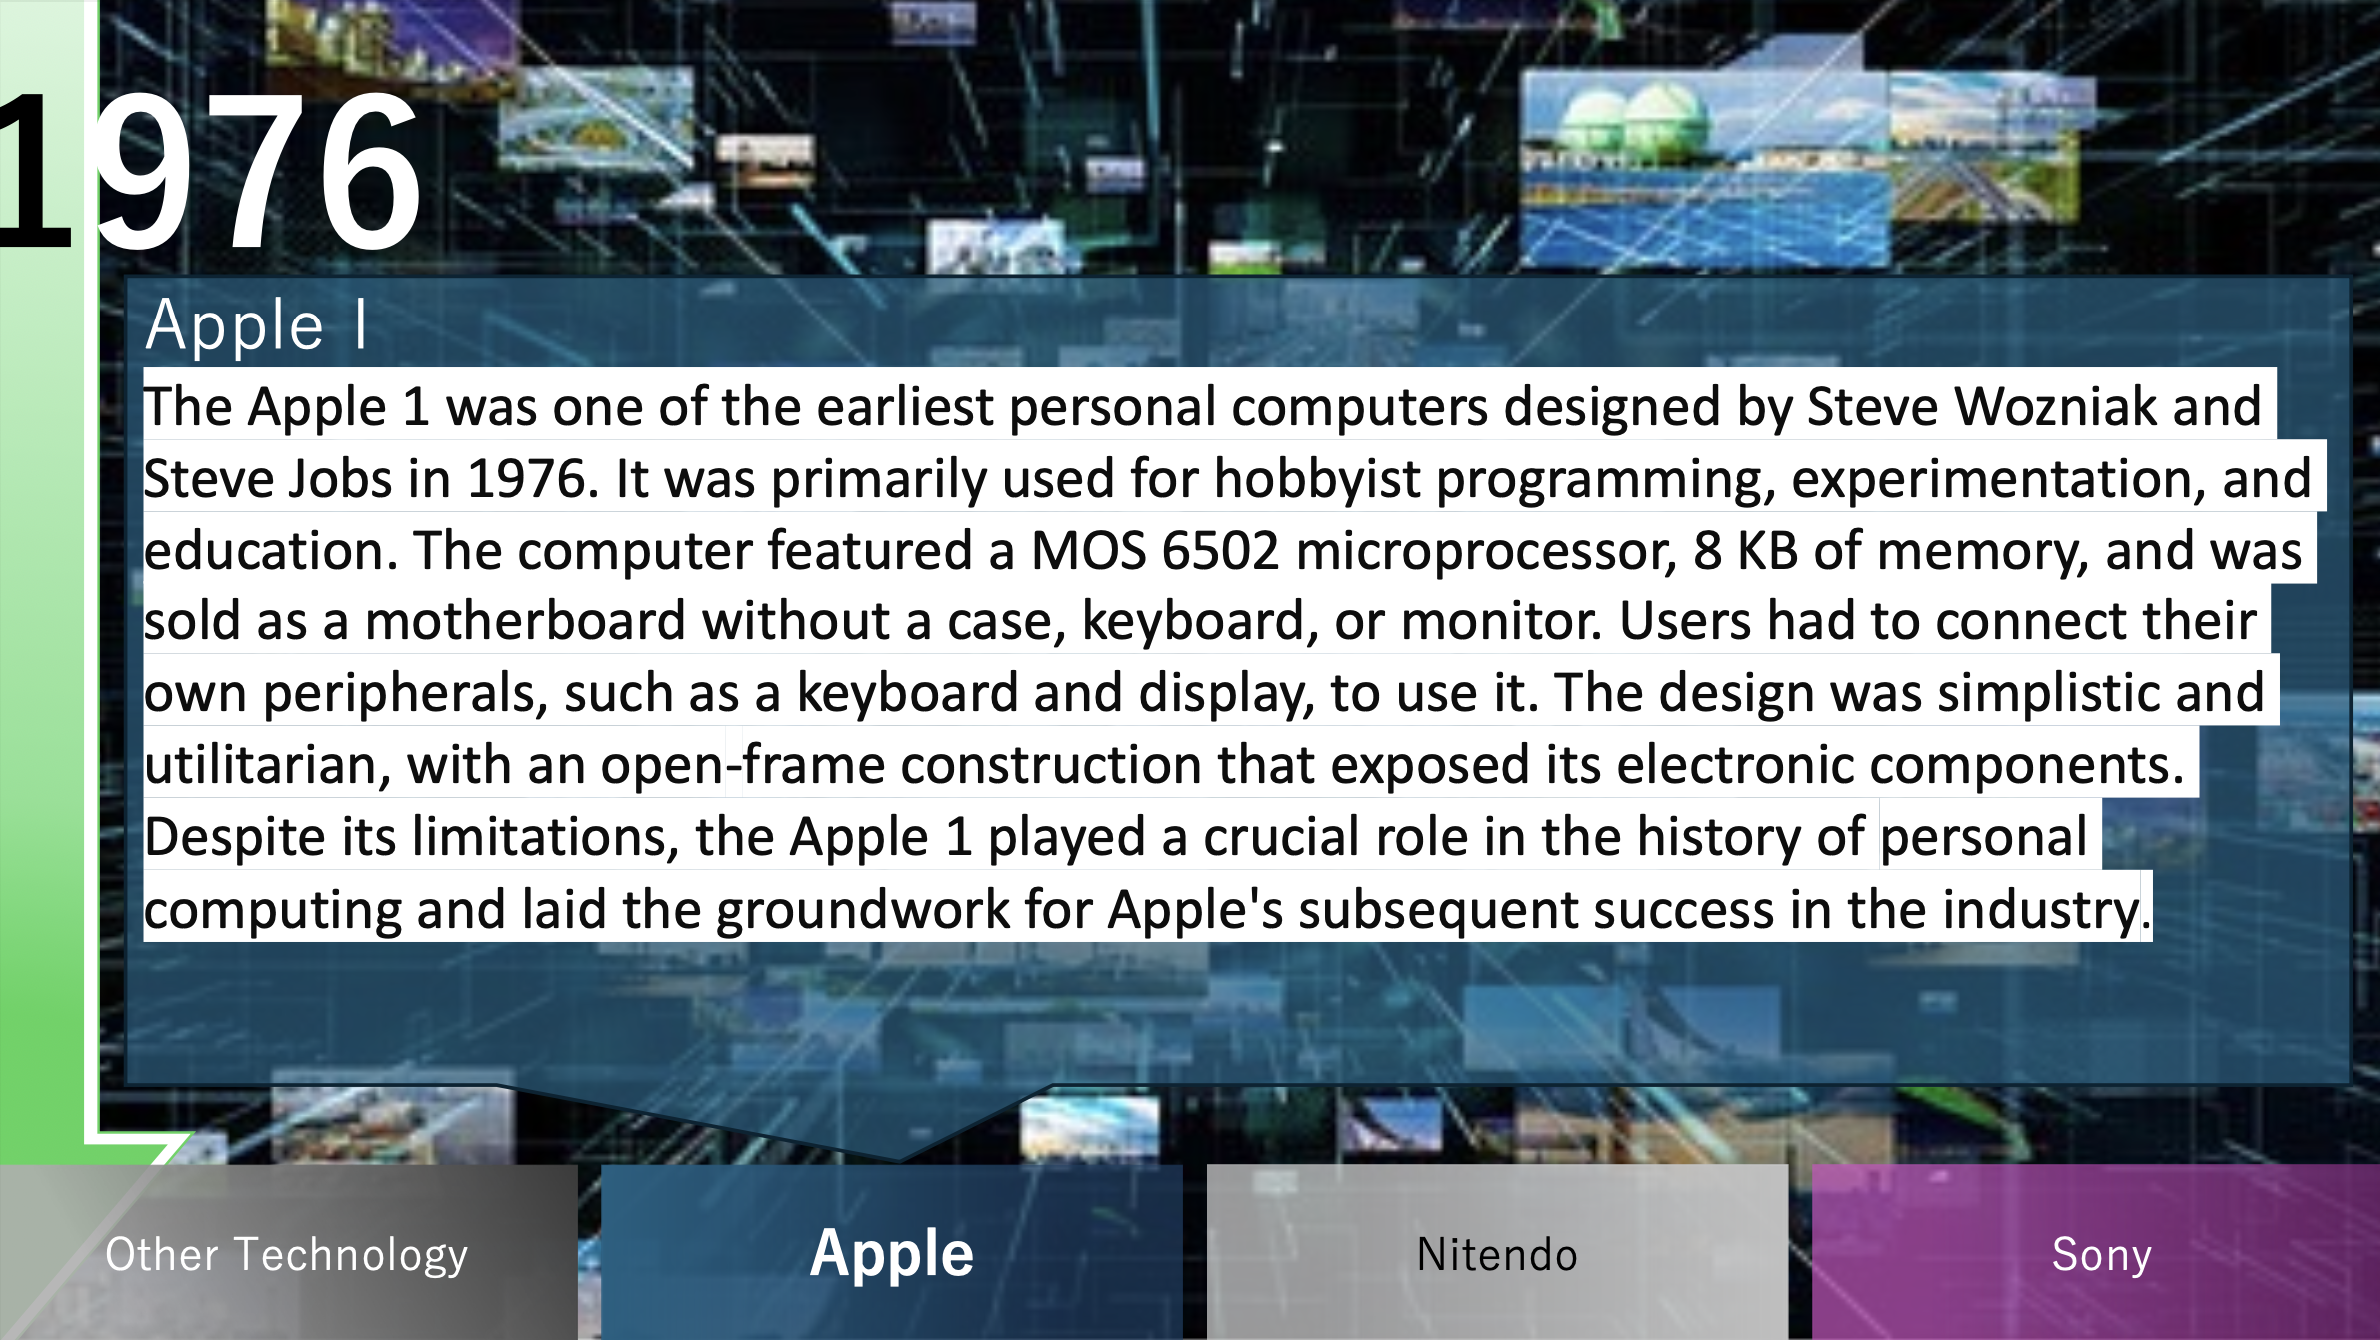 1976
Apple I
The Apple 1 was one of the earliest personal computers designed by Steve Wozniak and
Steve Jobs in 1976. It was primarily used for hobbyist programming, experimentation, and
education. The computer featured a MOS 6502 microprocessor, 8 KB of memory, and was
sold as a motherboard without a case, keyboard, or monitor. Users had to connect their
own peripherals, such as a keyboard and display, to use it. The design was simplistic and
utilitarian, with an open-frame construction that exposed its electronic components.
Despite its limitations, the Apple 1 played a crucial role in the history of personal
computing and laid the groundwork for Apple's subsequent success in the industry.
Other Technology
Apple
Nitendo
Sony